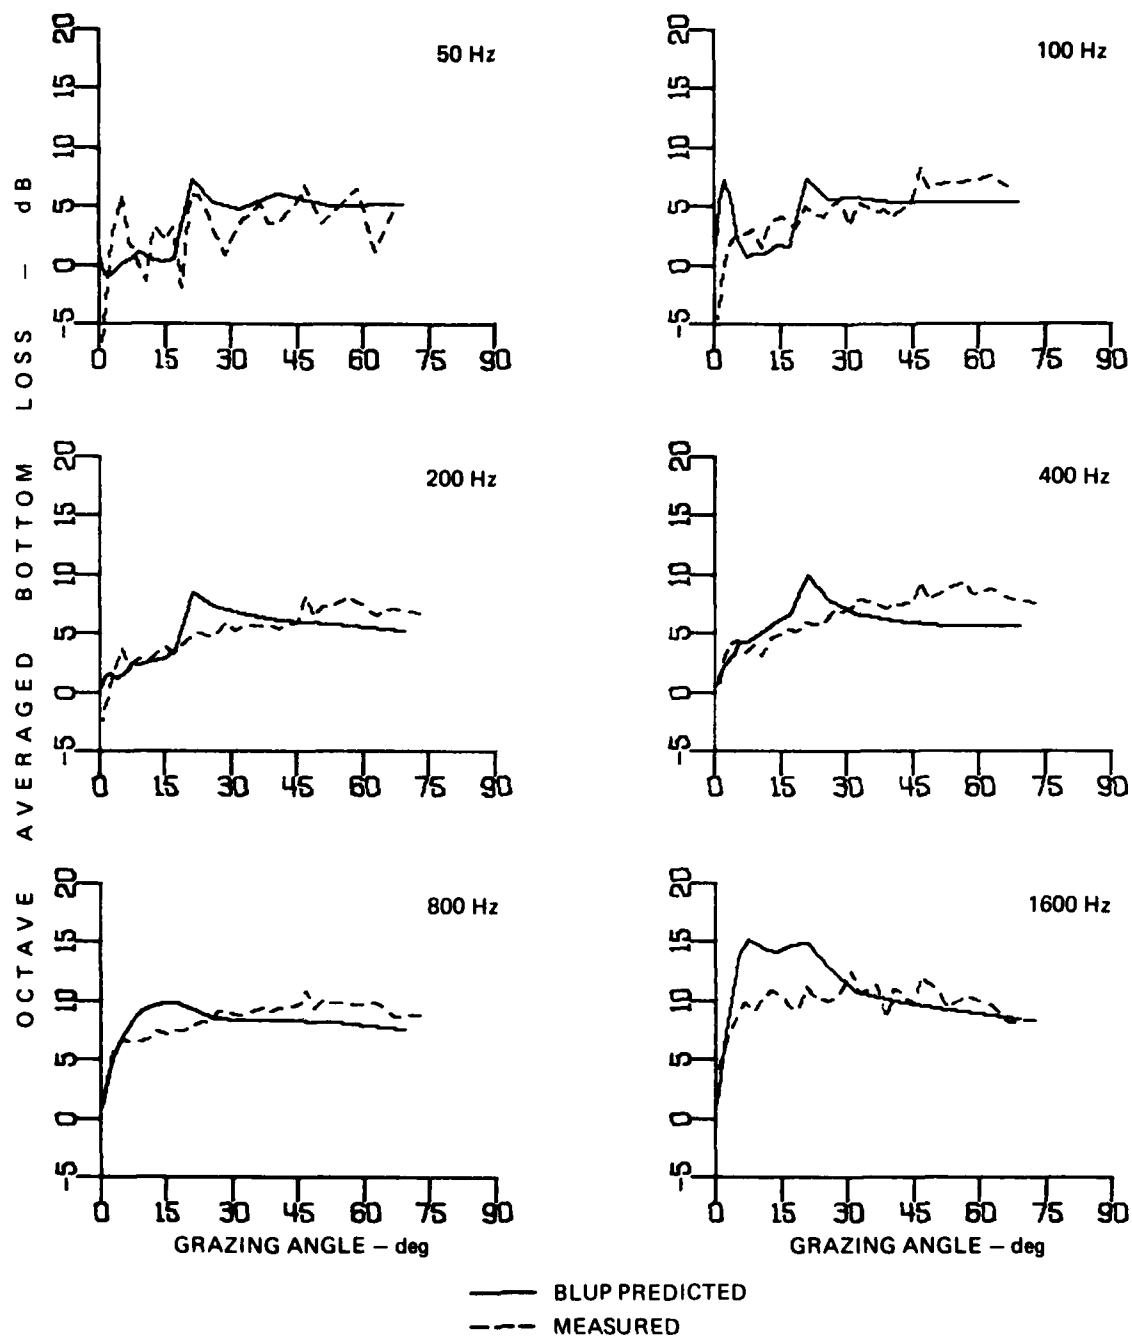 OCTAVE AVERAGED BOTTOM LOSS – dB
50 Hz
20
15
10
5
0
-5
0 15 30 45 60 75 90
100 Hz
20
15
10
5
0
-5
0 15 30 45 60 75 90
200 Hz
20
15
10
5
0
-5
0 15 30 45 60 75 90
400 Hz
20
15
10
5
0
-5
0 15 30 45 60 75 90
800 Hz
20
15
10
5
0
-5
0 15 30 45 60 75 90
GRAZING ANGLE – deg
1600 Hz
20
15
10
5
0
-5
0 15 30 45 60 75 90
GRAZING ANGLE – deg
BLUP PREDICTED
MEASURED